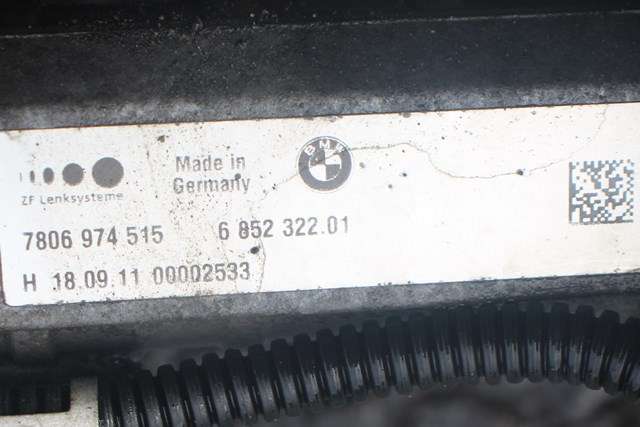 Made in
Germany
BMW
ZF Lenksysteme
7806 974 515 6 852 322.01
H 18.09.11 00002533